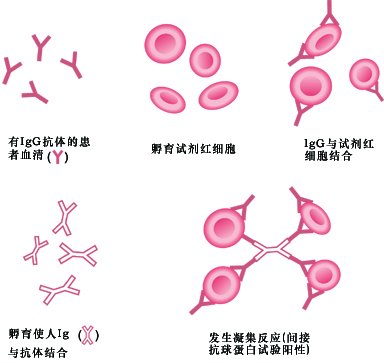 有IgG抗体的患
者血清( )
孵育试剂红细胞
IgG与试剂红
细胞结合
孵育使人Ig ( )
与抗体结合
发生凝集反应(间接
抗球蛋白试验阳性)